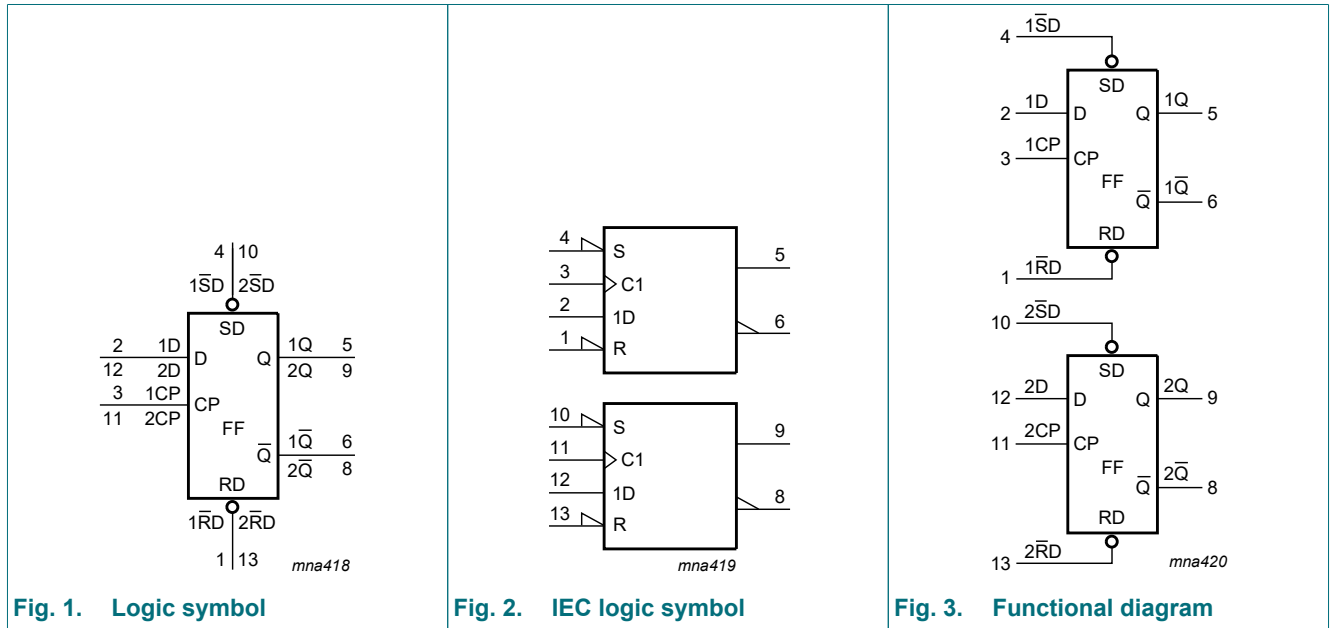 4 10
1S̅D 2S̅D
SD
2 1D D Q 1Q 5
12 2D 2Q 9
3 1CP CP
11 2CP
FF
Q̅ 1Q̅ 6
2Q̅ 8
RD
1R̅D 2R̅D
1 13
mna418
Fig. 1. Logic symbol
4 S 5
3 C1
2 1D 6
1 R
10 S 9
11 C1
12 1D 8
13 R
mna419
Fig. 2. IEC logic symbol
4 1S̅D
SD
2 1D D Q 1Q 5
3 1CP CP
FF
Q̅ 1Q̅ 6
RD
1 1R̅D
10 2S̅D
SD
12 2D D Q 2Q 9
11 2CP CP
FF
Q̅ 2Q̅ 8
RD
13 2R̅D
mna420
Fig. 3. Functional diagram